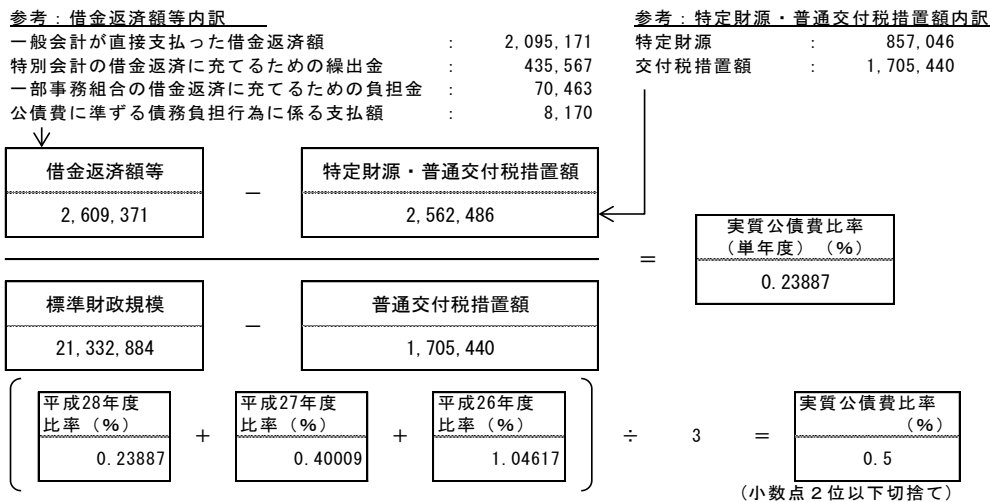 参考：借金返済額等内訳
一般会計が直接支払った借金返済額 : 2,095,171
特別会計の借金返済に充てるための繰出金 : 435,567
一部事務組合の借金返済に充てるための負担金 : 70,463
公債費に準ずる債務負担行為に係る支払額 : 8,170
参考：特定財源・普通交付税措置額内訳
特定財源 : 857,046
交付税措置額 : 1,705,440
借金返済額等 － 特定財源・普通交付税措置額
2,609,371 2,562,486
＝ 実質公債費比率
（単年度）（%）
0.23887
標準財政規模 － 普通交付税措置額
21,332,884 1,705,440
平成28年度 平成27年度 平成26年度 実質公債費比率
比率（%） ＋ 比率（%） ＋ 比率（%） ÷ 3 ＝ （%）
0.23887 0.40009 1.04617 0.5
（小数点２位以下切捨て）